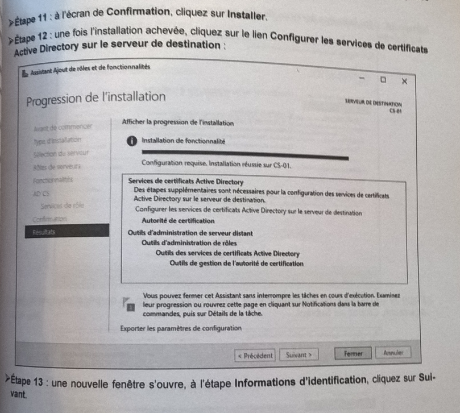 ➢Étape 11 : à l'écran de Confirmation, cliquez sur Installer.
➢Étape 12 : une fois l'installation achevée, cliquez sur le lien Configurer les services de certificats
Active Directory sur le serveur de destination :
Assistant Ajout de rôles et de fonctionnalités
Progression de l'installation
SERVEUR DE DESTINATION
CS-01
Avant de commencer
Type d'installation
Sélection du serveur
Rôles de serveurs
Fonctionnalités
AD CS
Services de rôle
Confirmation
Résultats
Afficher la progression de l'installation
Installation de fonctionnalité
Configuration requise. Installation réussie sur CS-01.
Services de certificats Active Directory
Des étapes supplémentaires sont nécessaires pour la configuration des services de certificats
Active Directory sur le serveur de destination.
Configurer les services de certificats Active Directory sur le serveur de destination
Autorité de certification
Outils d'administration de serveur distant
Outils d'administration de rôles
Outils des services de certificats Active Directory
Outils de gestion de l'autorité de certification
Vous pouvez fermer cet Assistant sans interrompre les tâches en cours d'exécution. Examinez
leur progression ou rouvrez cette page en cliquant sur Notifications dans la barre de
commandes, puis sur Détails de la tâche.
Exporter les paramètres de configuration
< Précédent
Suivant >
Fermer
Annuler
➢Étape 13 : une nouvelle fenêtre s'ouvre, à l'étape Informations d'identification, cliquez sur Sui-
vant.